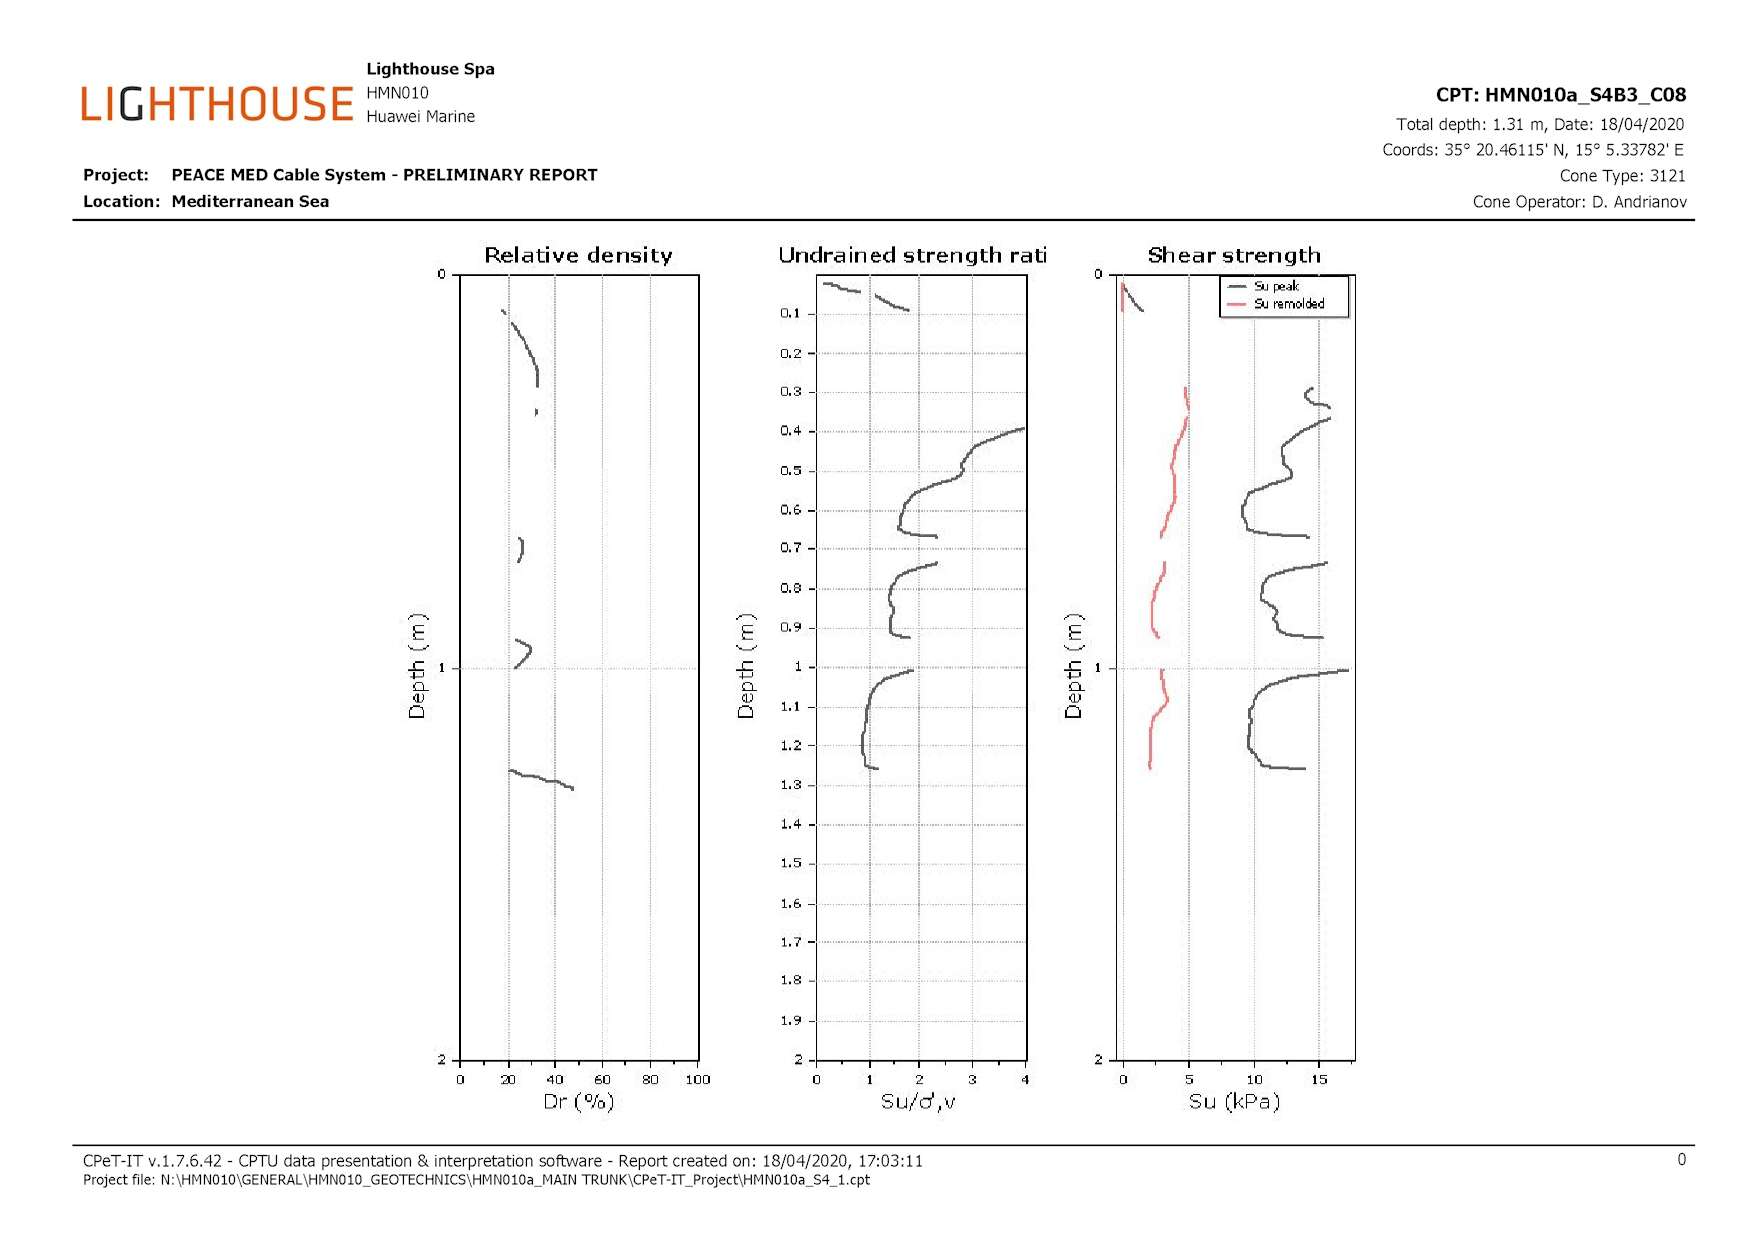 LIGHTHOUSE
Lighthouse Spa
HMN010
Huawei Marine
Project: PEACE MED Cable System - PRELIMINARY REPORT
Location: Mediterranean Sea
CPT: HMN010a_S4B3_C08
Total depth: 1.31 m, Date: 18/04/2020
Coords: 35° 20.46115' N, 15° 5.33782' E
Cone Type: 3121
Cone Operator: D. Andrianov
Relative density
0
1
2
Depth (m)
0 20 40 60 80 100
Dr (%)
Undrained strength rati
0.1
0.2
0.3
0.4
0.5
0.6
0.7
0.8
0.9
1
1.1
1.2
1.3
1.4
1.5
1.6
1.7
1.8
1.9
2
Depth (m)
0 1 2 3 4
Su/σ',v
Shear strength
Su peak
Su remolded
0
1
2
Depth (m)
0 5 10 15
Su (kPa)
CPeT-IT v.1.7.6.42 - CPTU data presentation & interpretation software - Report created on: 18/04/2020, 17:03:11
0
Project file: N:\HMN010\GENERAL\HMN010_GEOTECHNICS\HMN010a_MAIN TRUNK\CPeT-IT_Project\HMN010a_S4_1.cpt